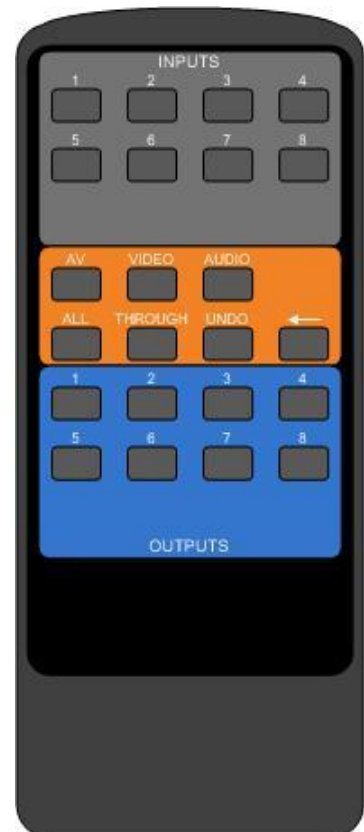 INPUTS
1 2 3 4
5 6 7 8
AV VIDEO AUDIO
ALL THROUGH UNDO ←
1 2 3 4
5 6 7 8
OUTPUTS